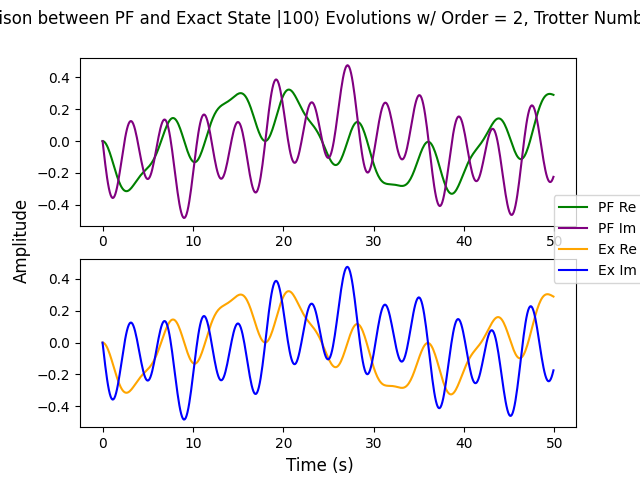 between PF and Exact State |100⟩ Evolutions w/ Order = 2, Trotter
0.4
0.2
0.0
−0.2
−0.4
0 10 20 30 40 50
Amplitude
PF Re
PF Im
Ex Re
Ex Im
0.4
0.2
0.0
−0.2
−0.4
0 10 20 30 40 50
Time (s)